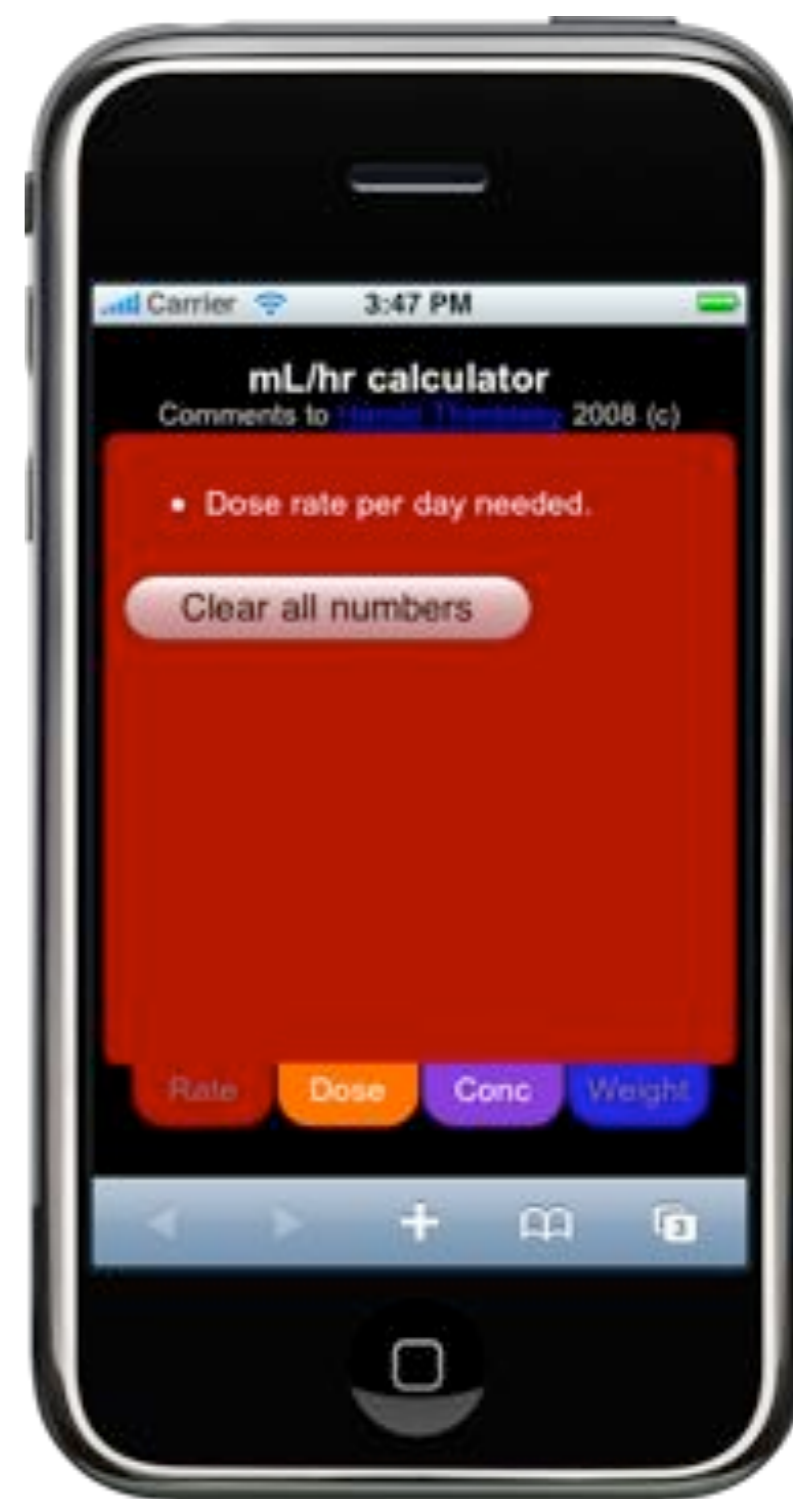 Carrier 3:47 PM
mL/hr calculator
Comments to 2008 (c)
• Dose rate per day needed.
Clear all numbers
Rate Dose Conc Weight
3